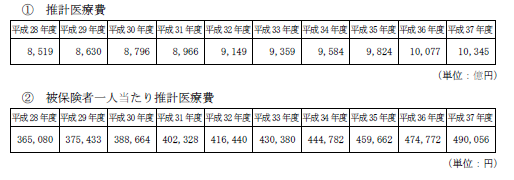 ① 推計医療費
平成28年度 平成29年度 平成30年度 平成31年度 平成32年度 平成33年度 平成34年度 平成35年度 平成36年度 平成37年度
8,519 8,630 8,796 8,966 9,149 9,359 9,584 9,824 10,077 10,345
(単位：億円)
② 被保険者一人当たり推計医療費
平成28年度 平成29年度 平成30年度 平成31年度 平成32年度 平成33年度 平成34年度 平成35年度 平成36年度 平成37年度
365,080 375,433 388,664 402,328 416,440 430,380 444,782 459,662 474,772 490,056
(単位：円)